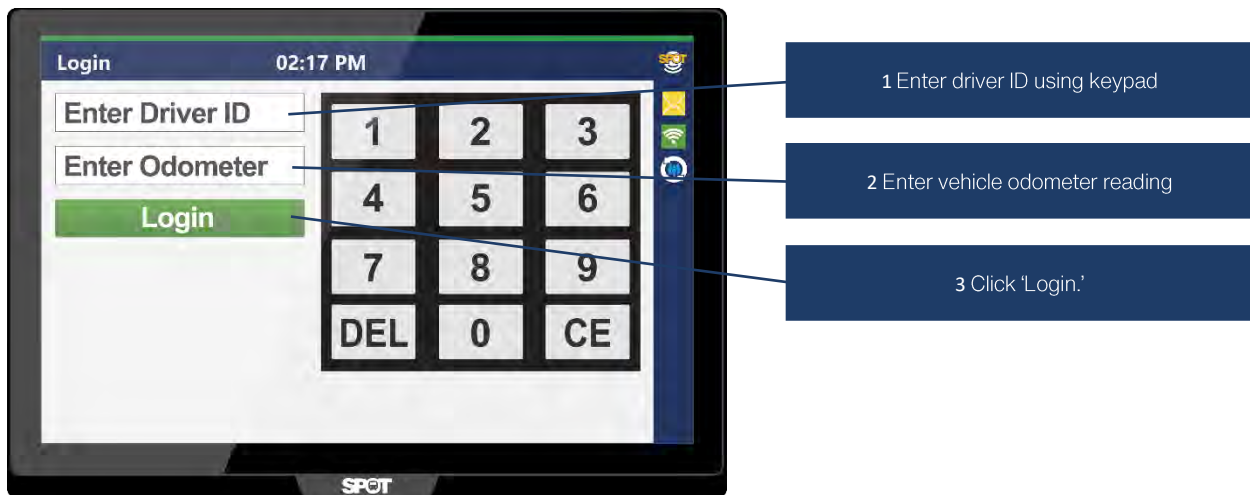 Login 02:17 PM
SPOT
Enter Driver ID
Enter Odometer
Login
1 2 3
4 5 6
7 8 9
DEL 0 CE
SPOT
1 Enter driver ID using keypad
2 Enter vehicle odometer reading
3 Click ‘Login.’